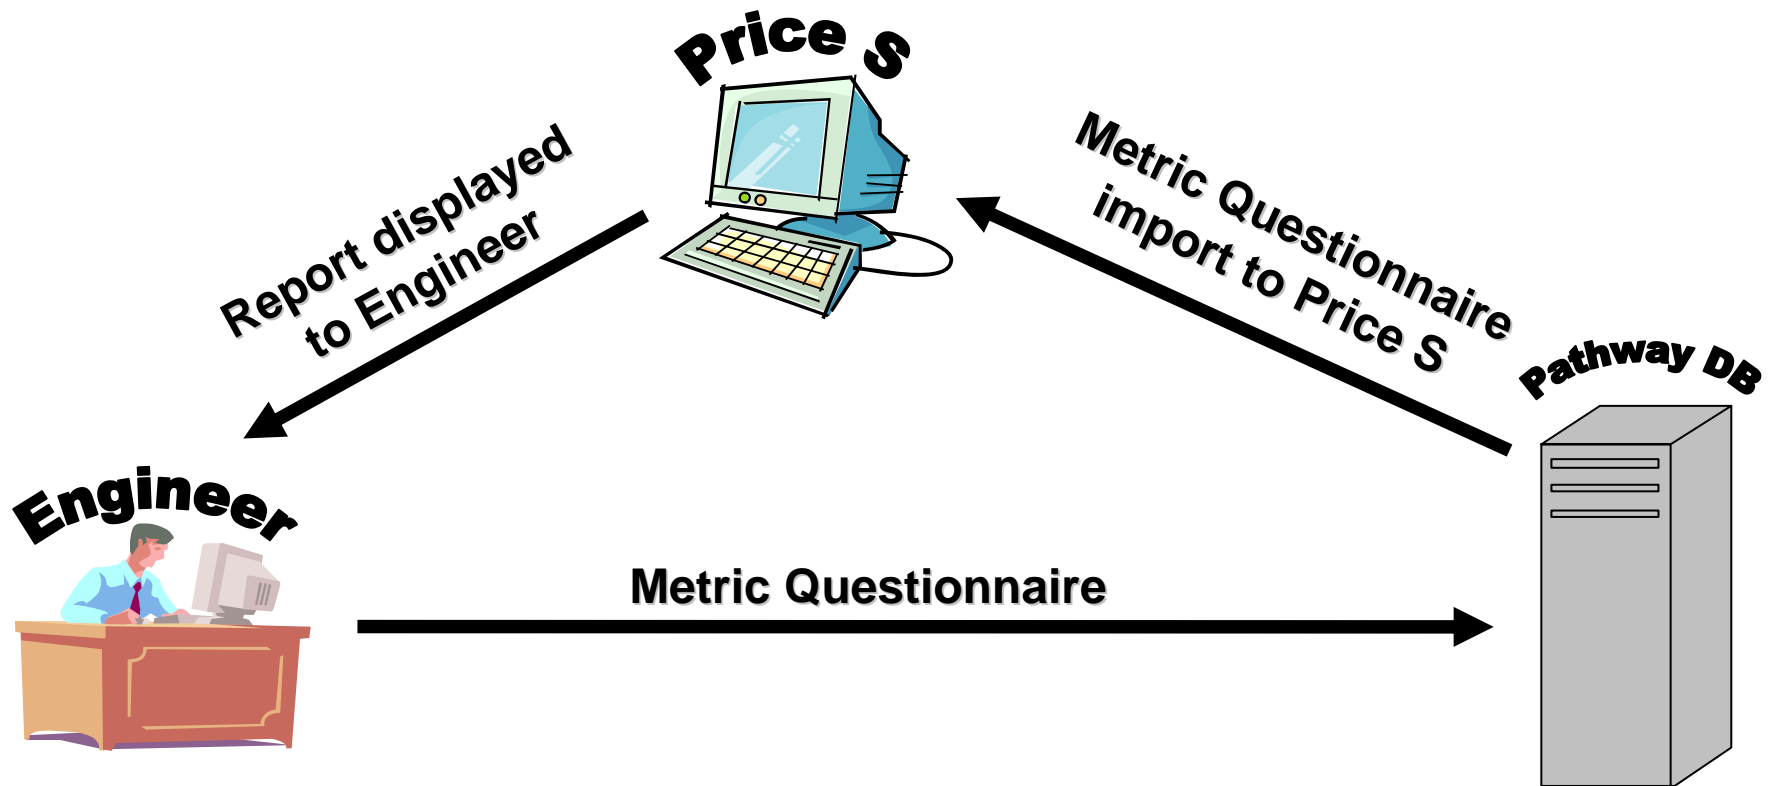 Price S
Report displayed
to Engineer
Metric Questionnaire
import to Price S
Pathway DB
Engineer
Metric Questionnaire